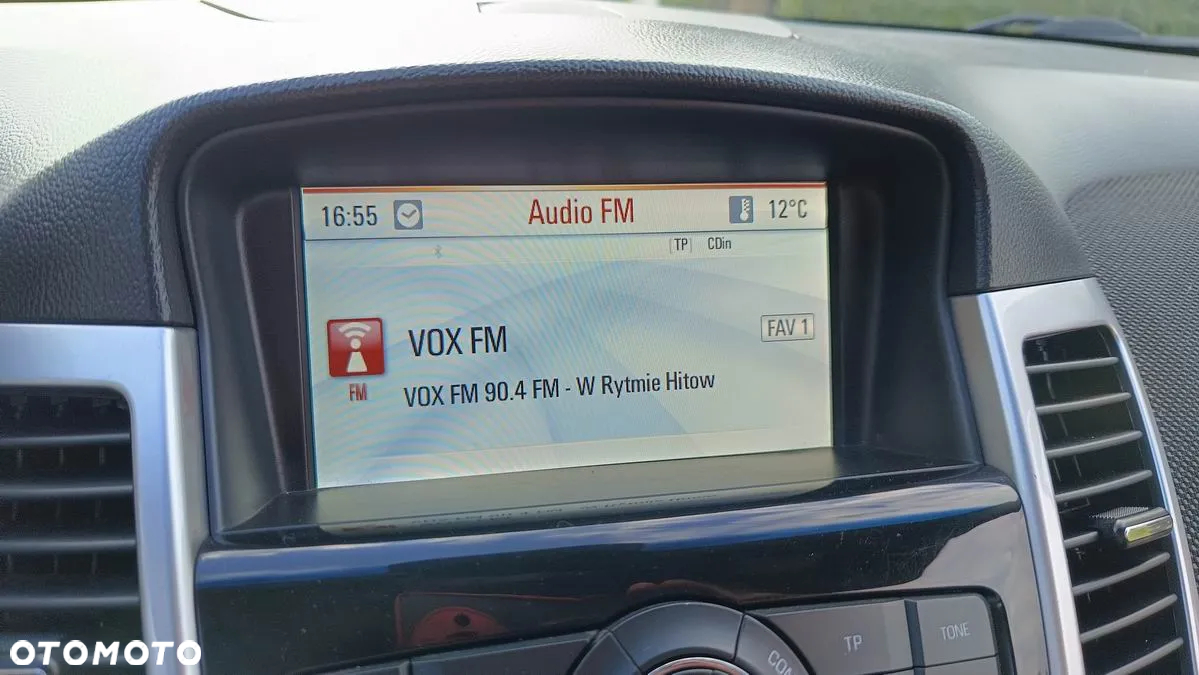 16:55 Audio FM 12°C
TP CDin
VOX FM FAV 1
FM
VOX FM 90.4 FM - W Rytmie Hitow
TP TONE
OTOMOTO